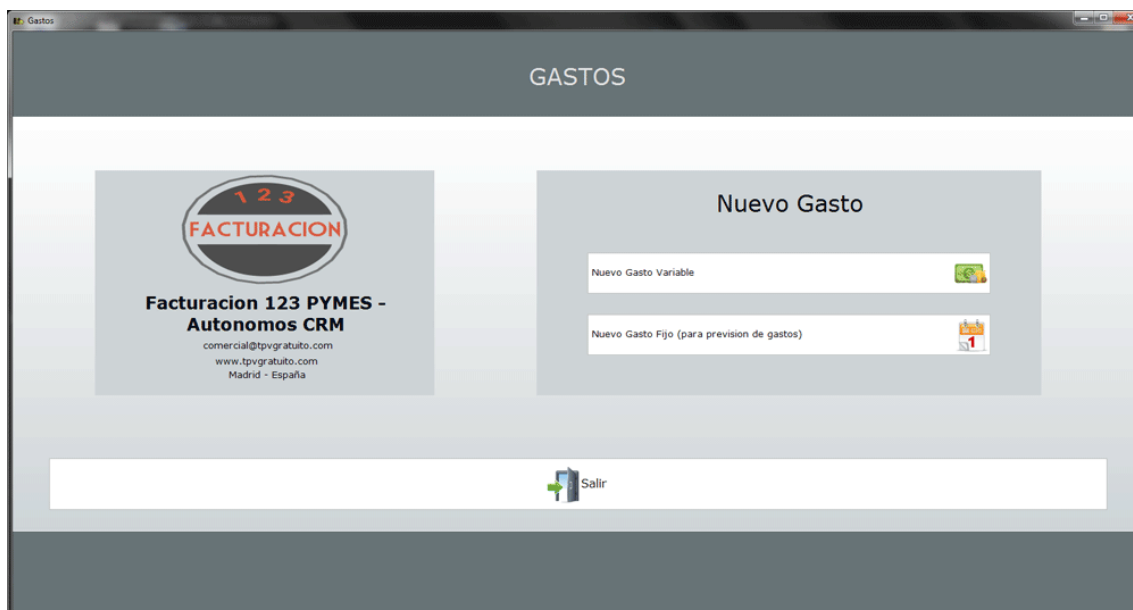 Gastos
GASTOS
1 2 3
FACTURACION
Facturacion 123 PYMES -
Autonomos CRM
comercial@tpvgratuito.com
www.tpvgratuito.com
Madrid - España
Nuevo Gasto
Nuevo Gasto Variable
Nuevo Gasto Fijo (para prevision de gastos)
1
Salir